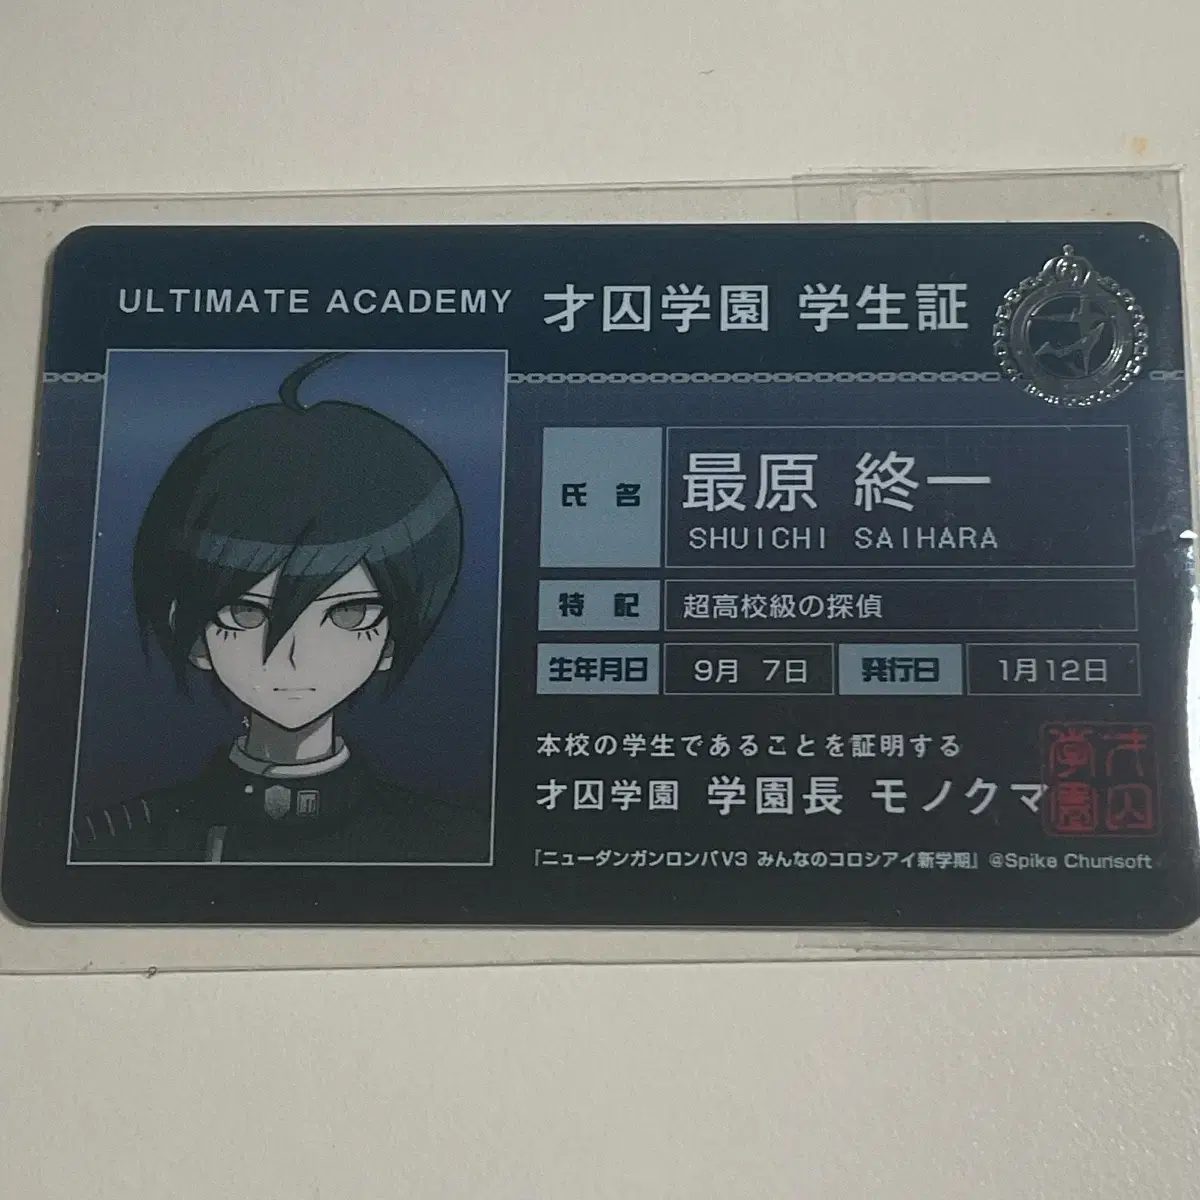 ULTIMATE ACADEMY 才囚学園 学生証
氏名 最原 終一
SHUICHI SAIHARA
特記 超高校級の探偵
生年月日 9月 7日 発行日 1月12日
本校の学生であることを証明する
才囚学園 学園長 モノクマ
才囚学園
『ニューダンガンロンパV3 みんなのコロシアイ新学期』 @Spike Chunsoft